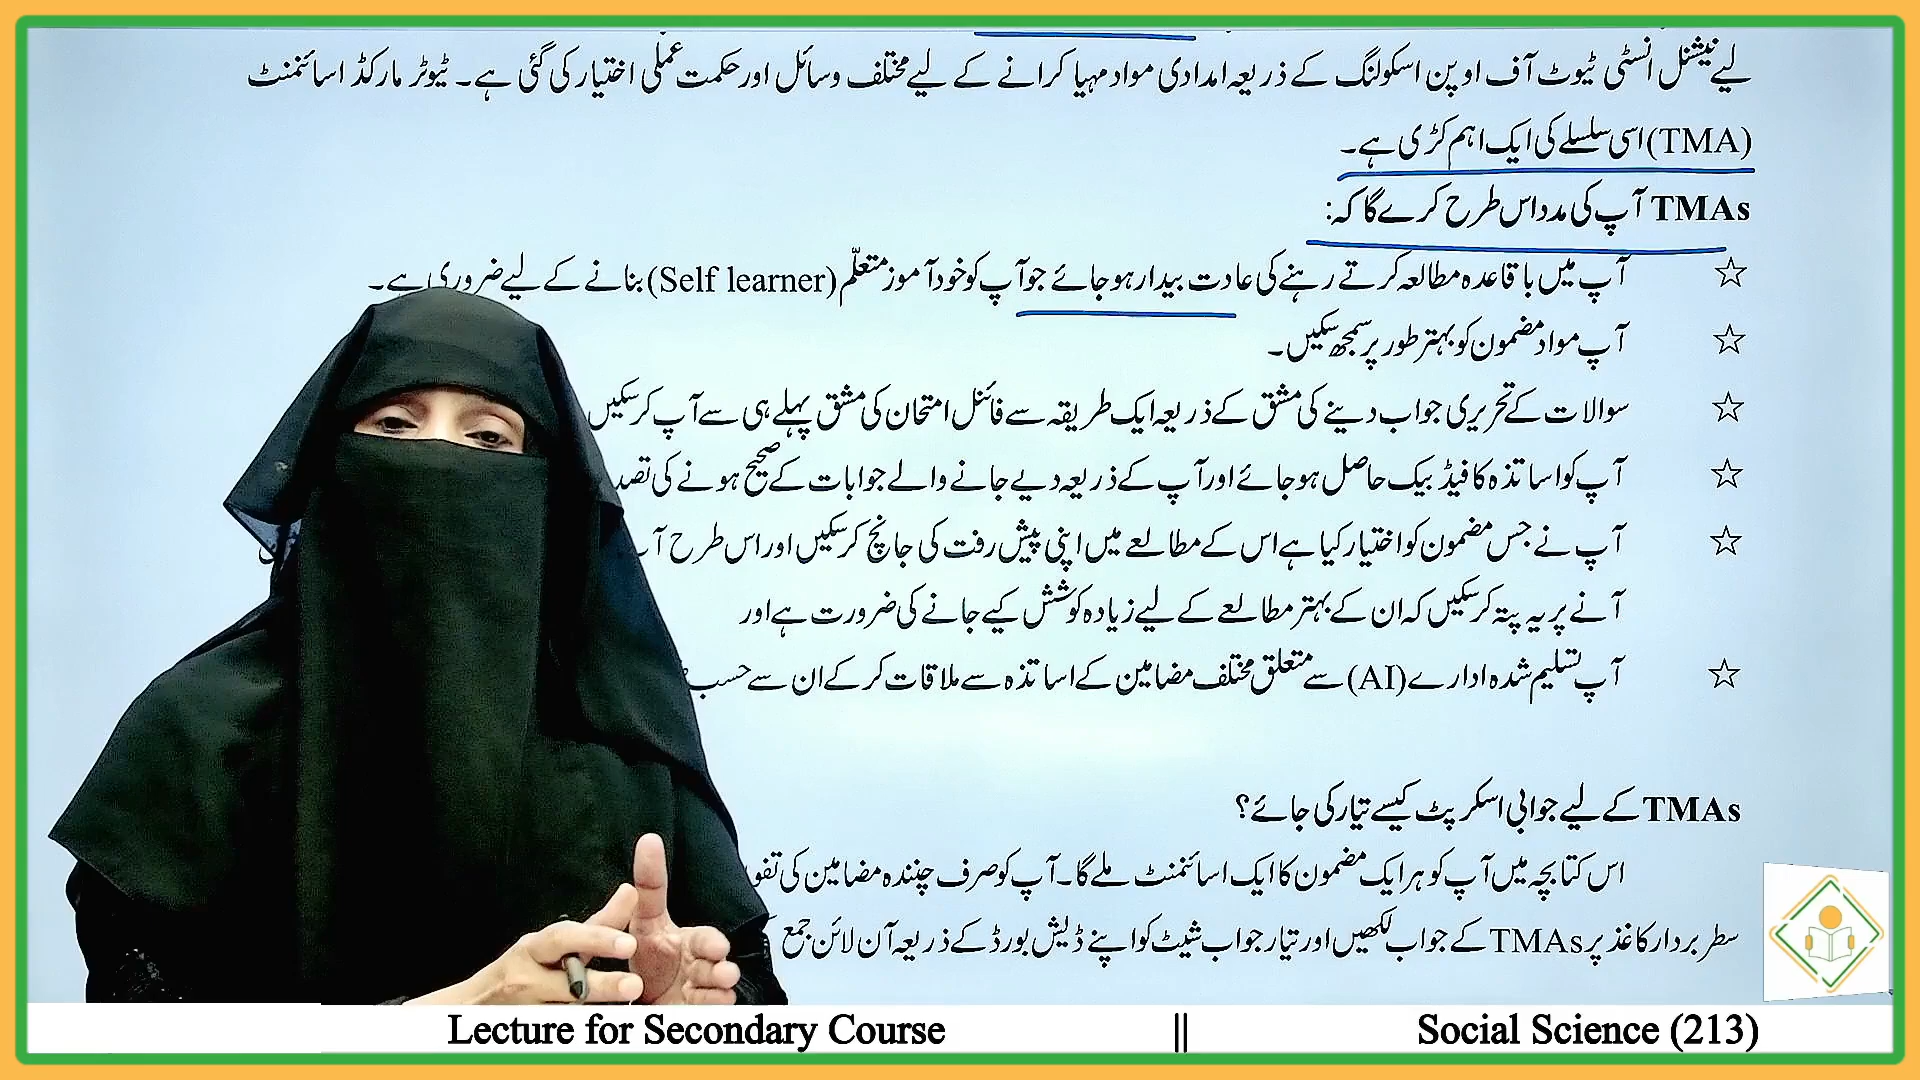 لیے نیشنل انسٹی ٹیوٹ آف اوپن اسکولنگ کے ذریعہ امدادی مواد مہیا کرانے کے لیے مختلف وسائل اور حکمت عملی اختیار کی گئی ہے۔ ٹیوٹر مارکڈ اسائنمنٹ
(TMA) اسی سلسلے کی ایک اہم کڑی ہے۔
TMAs آپ کی مدد اس طرح کرے گا کہ:
☆ آپ میں باقاعدہ مطالعہ کرتے رہنے کی عادت بیدار ہو جائے جو آپ کو خود آموز متعلّم (Self learner) بنانے کے لیے ضروری ہے۔
☆ آپ مواد مضمون کو بہتر طور پر سمجھ سکیں۔
☆ سوالات کے تحریری جواب دینے کی مشق کے ذریعہ ایک طریقہ سے فائنل امتحان کی مشق پہلے ہی سے آپ کر سکیں
☆ آپ کو اساتذہ کا فیڈ بیک حاصل ہو جائے اور آپ کے ذریعہ دیے جانے والے جوابات کے صحیح ہونے کی
☆ آپ نے جس مضمون کو اختیار کیا ہے اس کے مطالعے میں اپنی پیش رفت کی جانچ کر سکیں اور اس طرح
آنے پر یہ پتہ کر سکیں کہ ان کے بہتر مطالعے کے لیے زیادہ کوشش کیے جانے کی ضرورت ہے اور
☆ آپ تسلیم شدہ ادارے (AI) سے متعلق مختلف مضامین کے اساتذہ سے ملاقات کر کے ان سے حسب
TMAs کے لیے جوابی اسکرپٹ کیسے تیار کی جائے؟
اس کتابچہ میں آپ کو ہر ایک مضمون کا ایک اسائنمنٹ ملے گا۔ آپ کو صرف چنندہ مضامین کی
سطر بردار کاغذ پر TMAs کے جواب لکھیں اور تیار جواب شیٹ کو اپنے ڈیش بورڈ کے ذریعہ آن لائن جمع
Lecture for Secondary Course || Social Science (213)